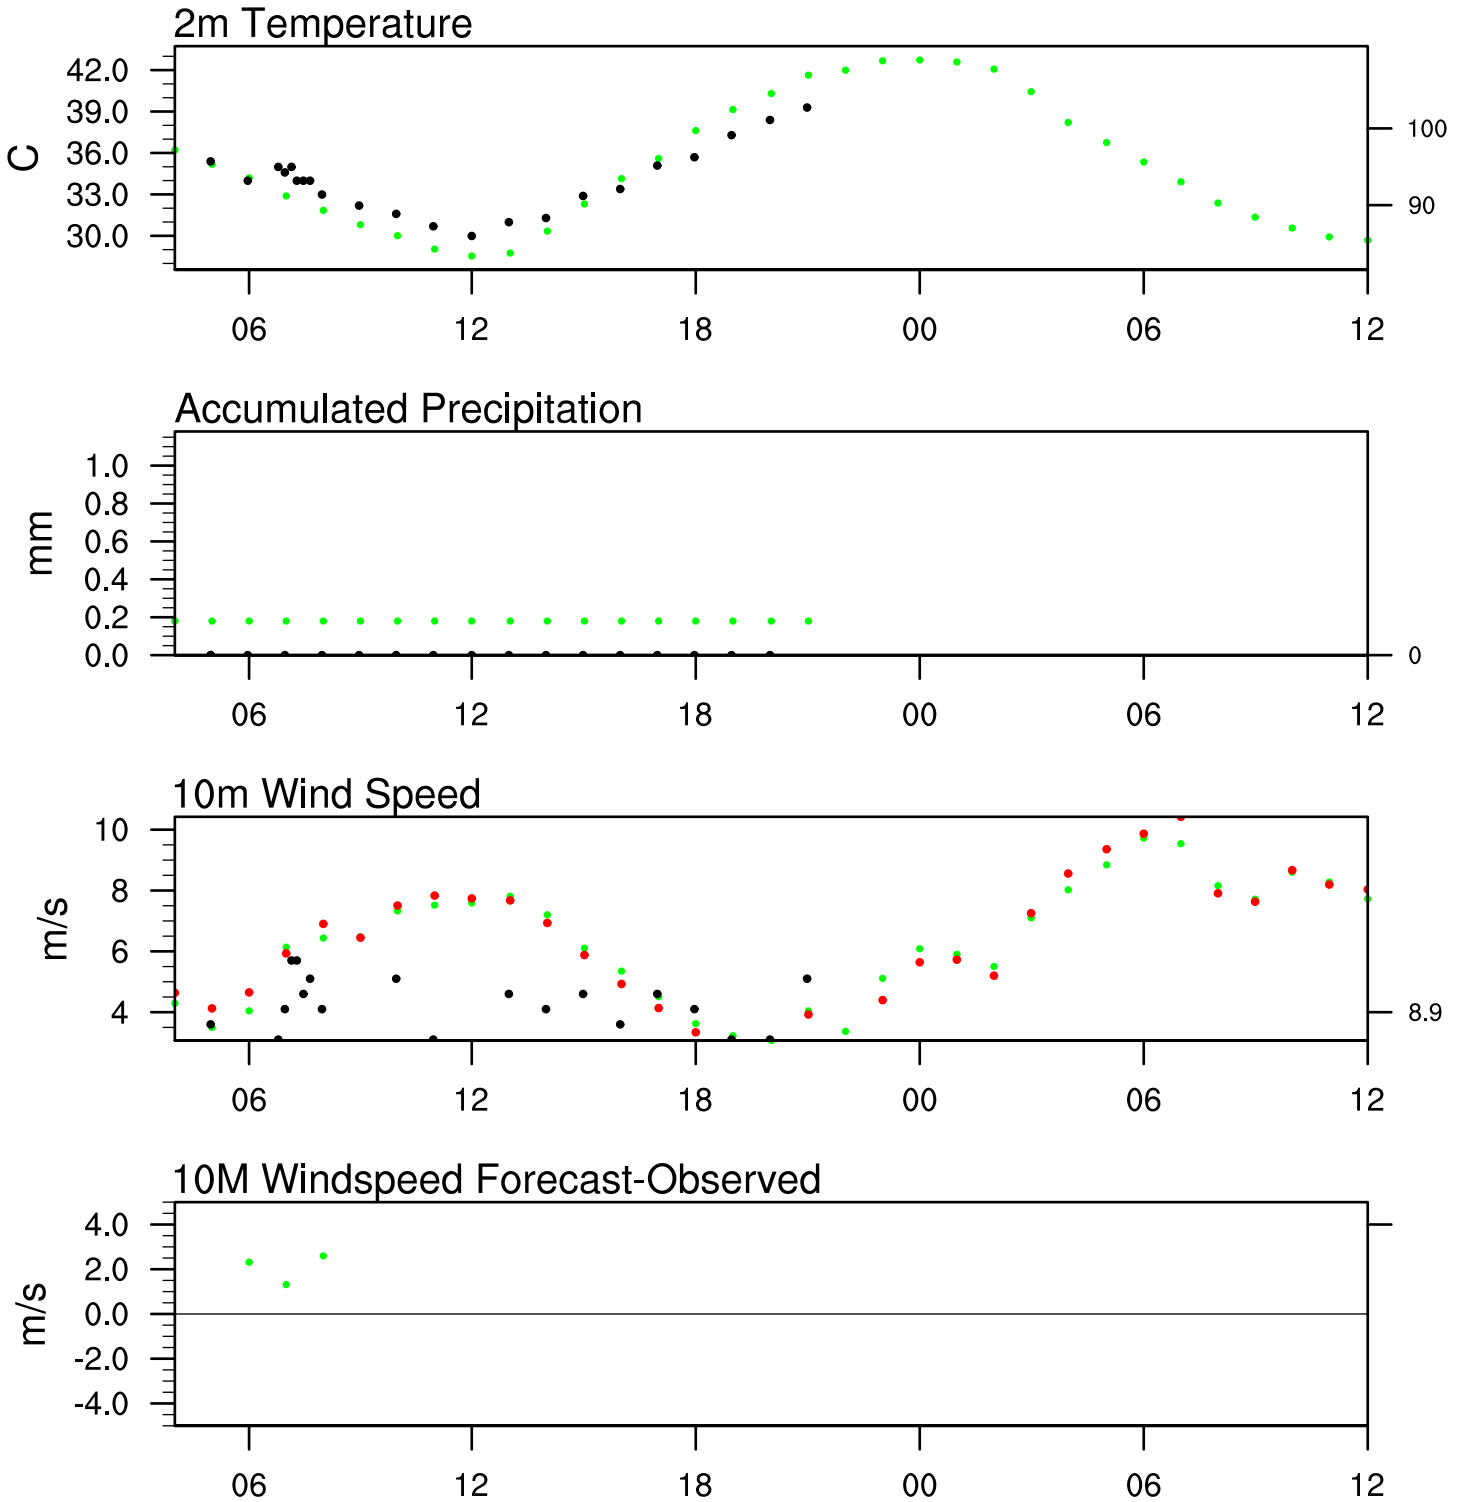 2m Temperature
42.0
39.0
36.0
33.0
30.0
C
100
90
06 12 18 00 06 12
Accumulated Precipitation
1.0
0.8
0.6
0.4
0.2
0.0
mm
0
06 12 18 00 06 12
10m Wind Speed
10
8
6
4
m/s
8.9
06 12 18 00 06 12
10M Windspeed Forecast-Observed
4.0
2.0
0.0
-2.0
-4.0
m/s
06 12 18 00 06 12